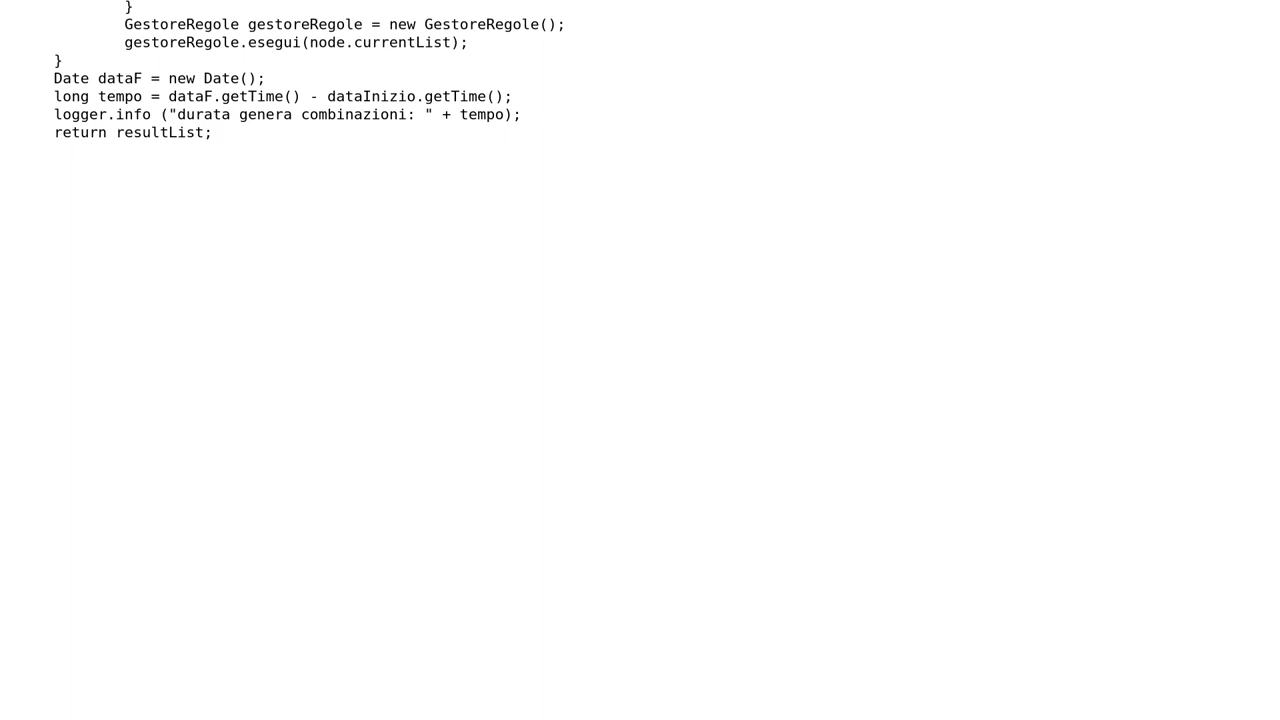 }
GestoreRegole gestoreRegole = new GestoreRegole();
gestoreRegole.esegui(node.currentList);
}
Date dataF = new Date();
long tempo = dataF.getTime() - dataInizio.getTime();
logger.info ("durata genera combinazioni: " + tempo);
return resultList;